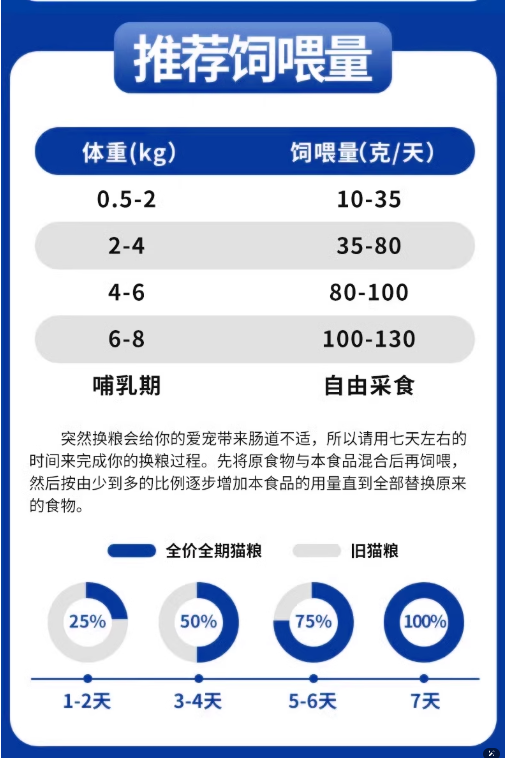 推荐饲喂量
体重(kg) 饲喂量(克/天)
0.5-2 10-35
2-4 35-80
4-6 80-100
6-8 100-130
哺乳期 自由采食
突然换粮会给你的爱宠带来肠道不适，所以请用七天左右的
时间来完成你的换粮过程。先将原食物与本食品混合后再饲喂，
然后按由少到多的比例逐步增加本食品的用量直到全部替换原来
的食物。
全价全期猫粮 旧猫粮
25% 50% 75% 100%
1-2天 3-4天 5-6天 7天